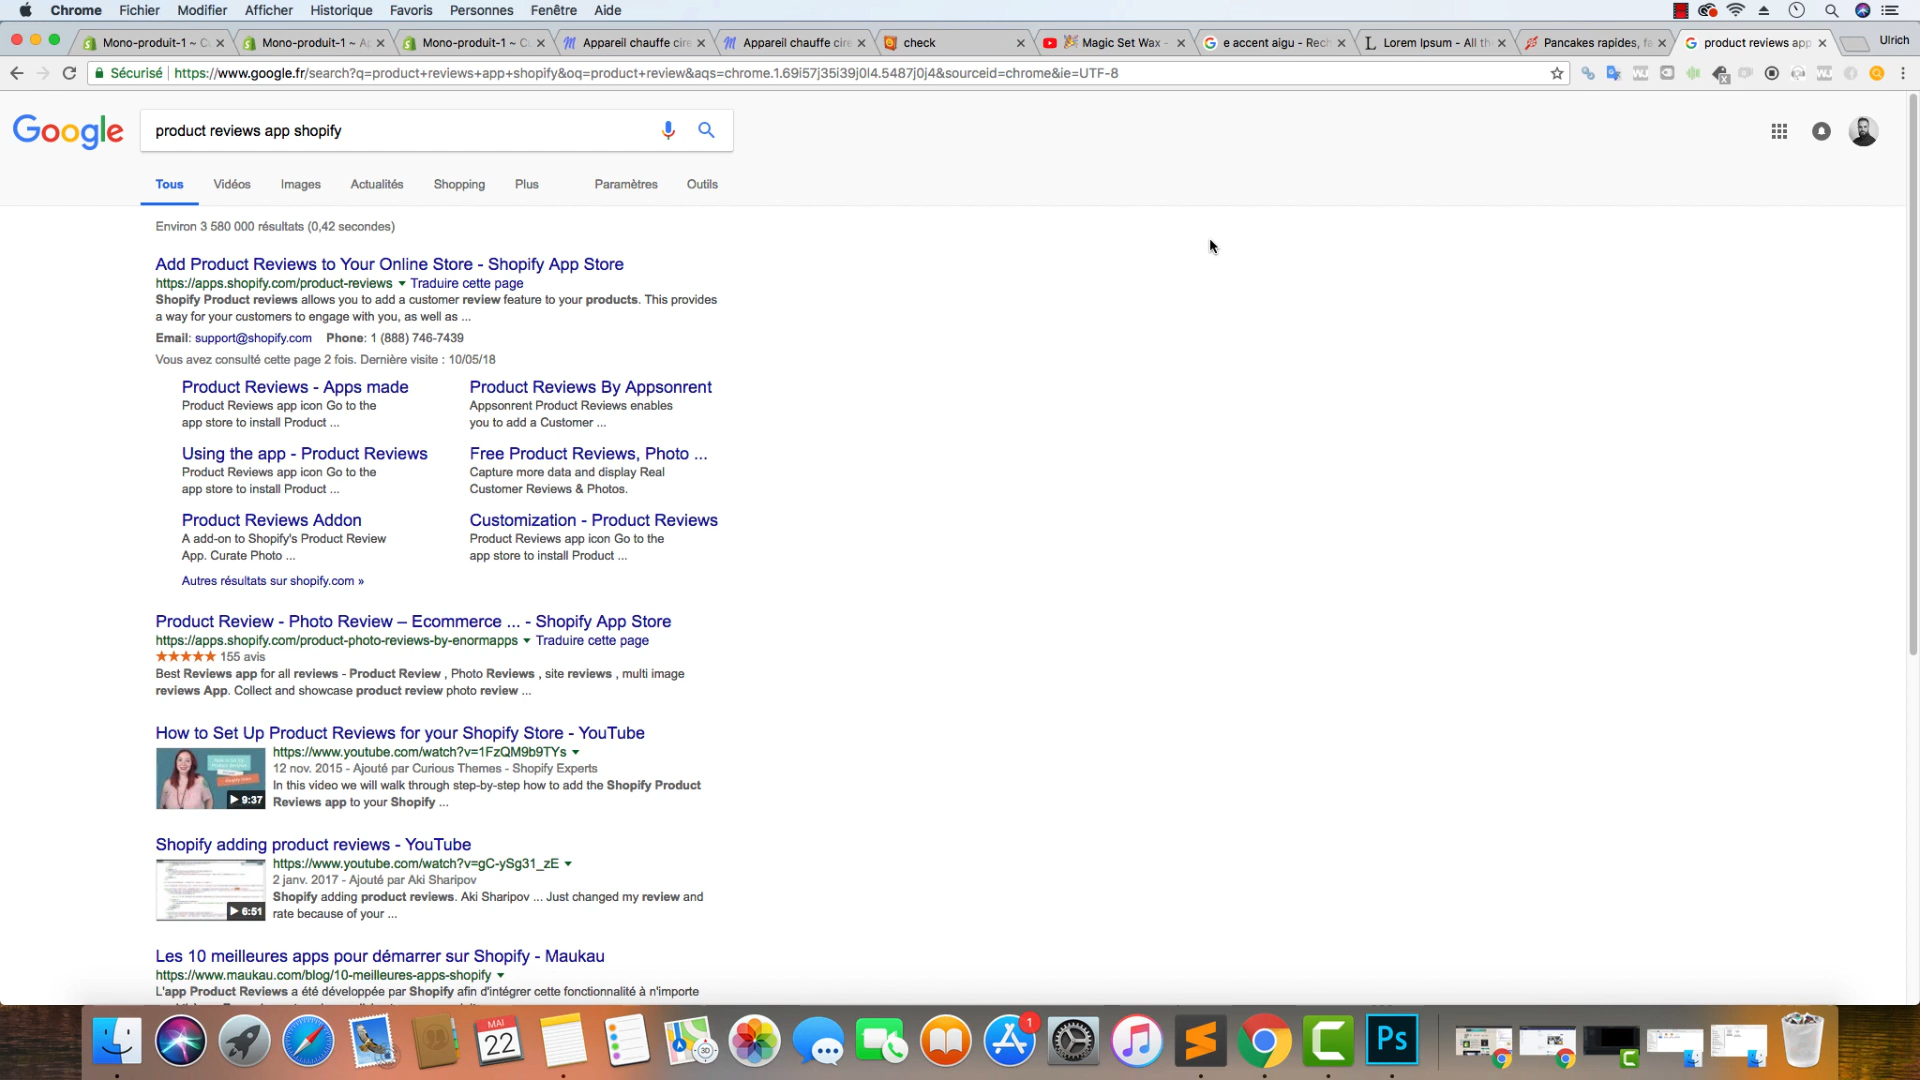 Chrome Fichier Modifier Afficher Historique Favoris Personnes Fenêtre Aide
Mono-produit-1 ~ C Mono-produit-1 ~ A Mono-produit-1 ~ C Appareil chauffe cire Appareil chauffe cire check Magic Set Wax - e accent aigu - Rech Lorem Ipsum - All th Pancakes rapides, fa product reviews app Ulrich
Sécurisé https://www.google.fr/search?q=product+reviews+app+shopify&oq=product+review&aqs=chrome.1.69i57j35i39j0l4.5487j0j4&sourceid=chrome&ie=UTF-8
Google product reviews app shopify
Tous Vidéos Images Actualités Shopping Plus Paramètres Outils
Environ 3 580 000 résultats (0,42 secondes)
Add Product Reviews to Your Online Store - Shopify App Store
https://apps.shopify.com/product-reviews Traduire cette page
Shopify Product reviews allows you to add a customer review feature to your products. This provides
a way for your customers to engage with you, as well as ...
Email: support@shopify.com Phone: 1 (888) 746-7439
Vous avez consulté cette page 2 fois. Dernière visite : 10/05/18
Product Reviews - Apps made
Product Reviews app icon Go to the
app store to install Product ...
Product Reviews By Appsonrent
Appsonrent Product Reviews enables
you to add a Customer ...
Using the app - Product Reviews
Product Reviews app icon Go to the
app store to install Product ...
Free Product Reviews, Photo ...
Capture more data and display Real
Customer Reviews & Photos.
Product Reviews Addon
A add-on to Shopify's Product Review
App. Curate Photo ...
Customization - Product Reviews
Product Reviews app icon Go to the
app store to install Product ...
Autres résultats sur shopify.com »
Product Review - Photo Review – Ecommerce ... - Shopify App Store
https://apps.shopify.com/product-photo-reviews-by-enormapps Traduire cette page
★★★★★ 155 avis
Best Reviews app for all reviews - Product Review , Photo Reviews , site reviews , multi image
reviews App. Collect and showcase product review photo review ...
How to Set Up Product Reviews for your Shopify Store - YouTube
https://www.youtube.com/watch?v=1FzQM9b9TYs
12 nov. 2015 - Ajouté par Curious Themes - Shopify Experts
In this video we will walk through step-by-step how to add the Shopify Product
Reviews app to your Shopify ...
9:37
Shopify adding product reviews - YouTube
https://www.youtube.com/watch?v=gC-ySg31_zE
2 janv. 2017 - Ajouté par Aki Sharipov
Shopify adding product reviews. Aki Sharipov ... Just changed my review and
rate because of your ...
6:51
Les 10 meilleures apps pour démarrer sur Shopify - Maukau
https://www.maukau.com/blog/10-meilleures-apps-shopify
L'app Product Reviews a été développée par Shopify afin d'intégrer cette fonctionnalité à n'importe
MAI
22
3D
1
Ps